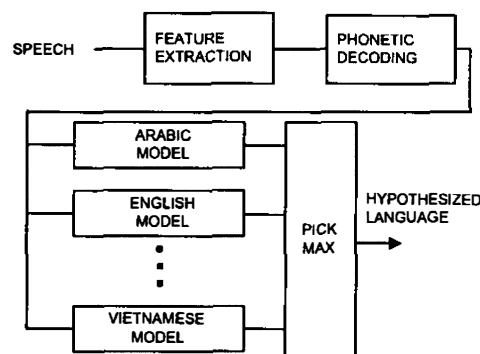 SPEECH
FEATURE
EXTRACTION
PHONETIC
DECODING
ARABIC
MODEL
ENGLISH
MODEL
VIETNAMESE
MODEL
PICK
MAX
HYPOTHESIZED
LANGUAGE